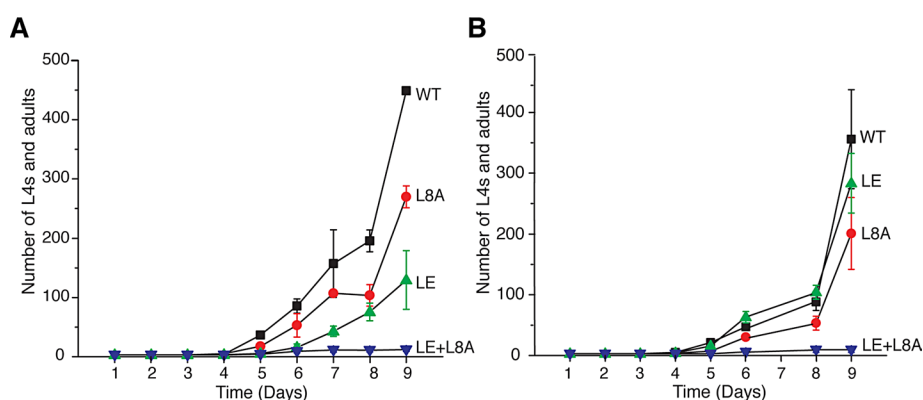 A
500
400
300
200
100
0
Number of L4s and adults
WT
L8A
LE
LE+L8A
1 2 3 4 5 6 7 8 9
Time (Days)
B
500
400
300
200
100
0
Number of L4s and adults
WT
LE
L8A
LE+L8A
1 2 3 4 5 6 7 8 9
Time (Days)